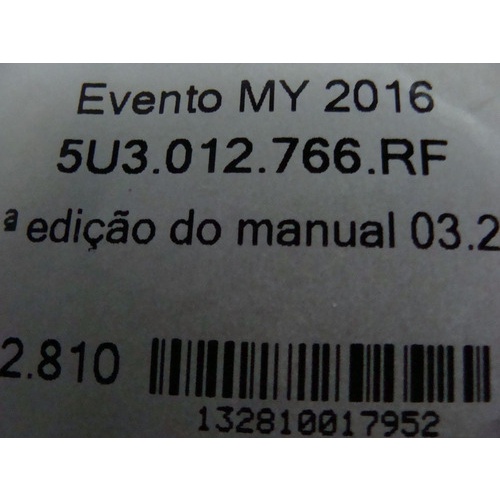 Evento MY 2016
5U3.012.766.RF
ª edição do manual 03.2
2.810
132810017952